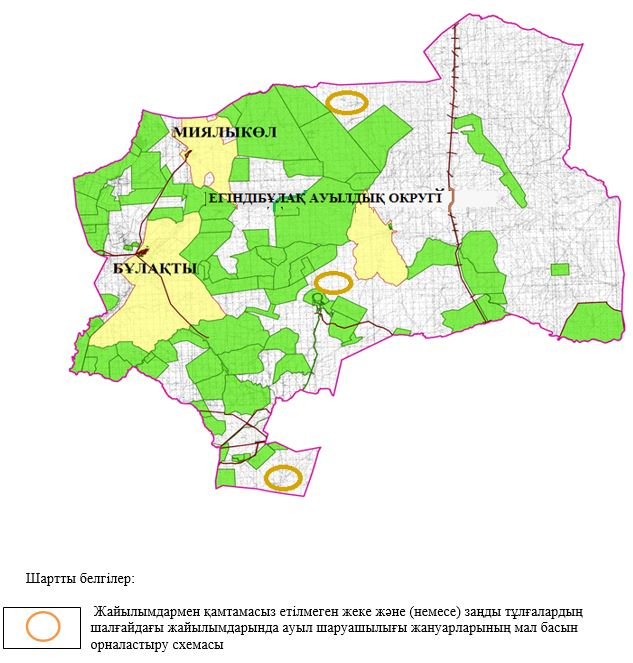 МИЯЛЫКӨЛ
ЕГІНДІБҰЛАҚ АУЫЛДЫҚ ОКРУГІ
БҰЛАҚТЫ
Шартты белгілер:
Жайылымдармен қамтамасыз етілмеген жеке және (немесе) заңды тұлғалардың
шалғайдағы жайылымдарында ауыл шаруашылығы жануарларының мал басын
орналастыру схемасы